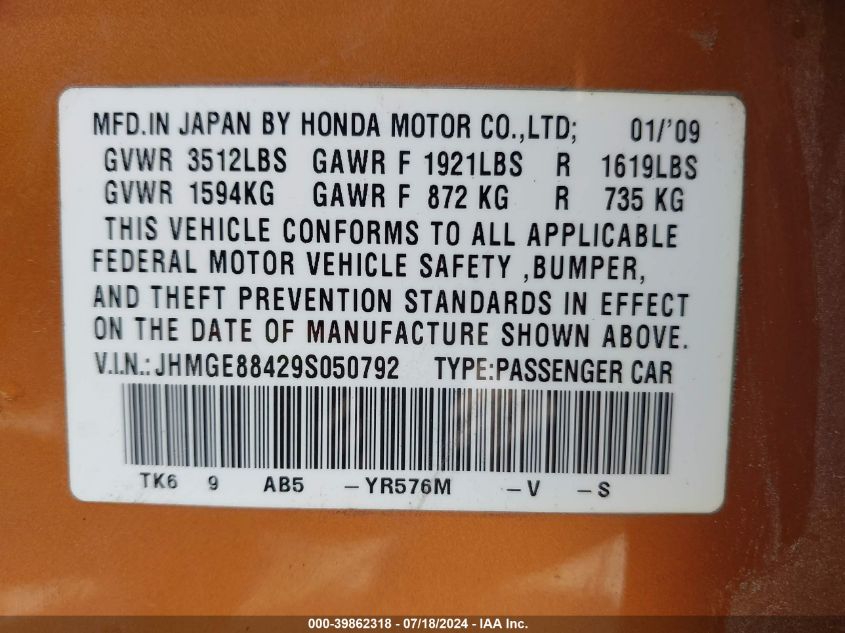 MFD.IN JAPAN BY HONDA MOTOR CO.,LTD; 01/'09
GVWR 3512LBS GAWR F 1921LBS R 1619LBS
GVWR 1594KG GAWR F 872 KG R 735 KG
THIS VEHICLE CONFORMS TO ALL APPLICABLE
FEDERAL MOTOR VEHICLE SAFETY ,BUMPER,
AND THEFT PREVENTION STANDARDS IN EFFECT
ON THE DATE OF MANUFACTURE SHOWN ABOVE.
V.I.N.: JHMGE88429S050792 TYPE:PASSENGER CAR
TK6 9 AB5 -YR576M -V -S
000-39862318 - 07/18/2024 - IAA Inc.